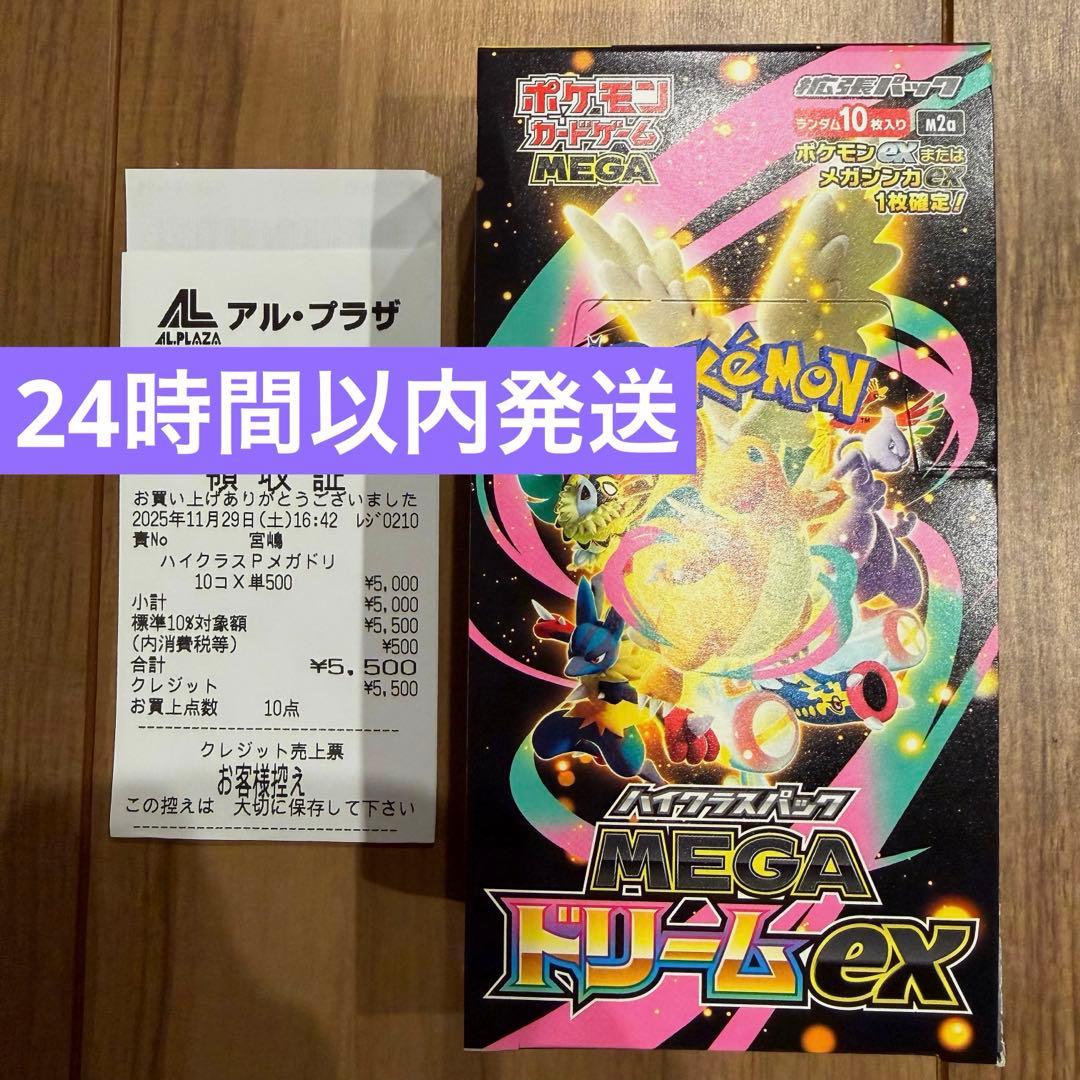 アル・プラザ
AL.PLAZA
24時間以内発送
領収証
お買い上げありがとうございました
2025年11月29日(土)16:42 ﾚｼﾞ0210
責No 宮嶋
ハイクラスPメガドリ
10コX単500 ¥5,000
小計 ¥5,000
標準10%対象額 ¥5,500
(内消費税等) ¥500
合計 ¥5,500
クレジット ¥5,500
お買上点数 10点
クレジット売上票
お客様控え
この控えは 大切に保存して下さい
ポケモン
カードゲーム
MEGA
拡張パック
ランダム10枚入り M2a
ポケモンexまたは
メガシンカex
1枚確定!
POKéMON
TM
ハイクラスパック
MEGA
ドリームex